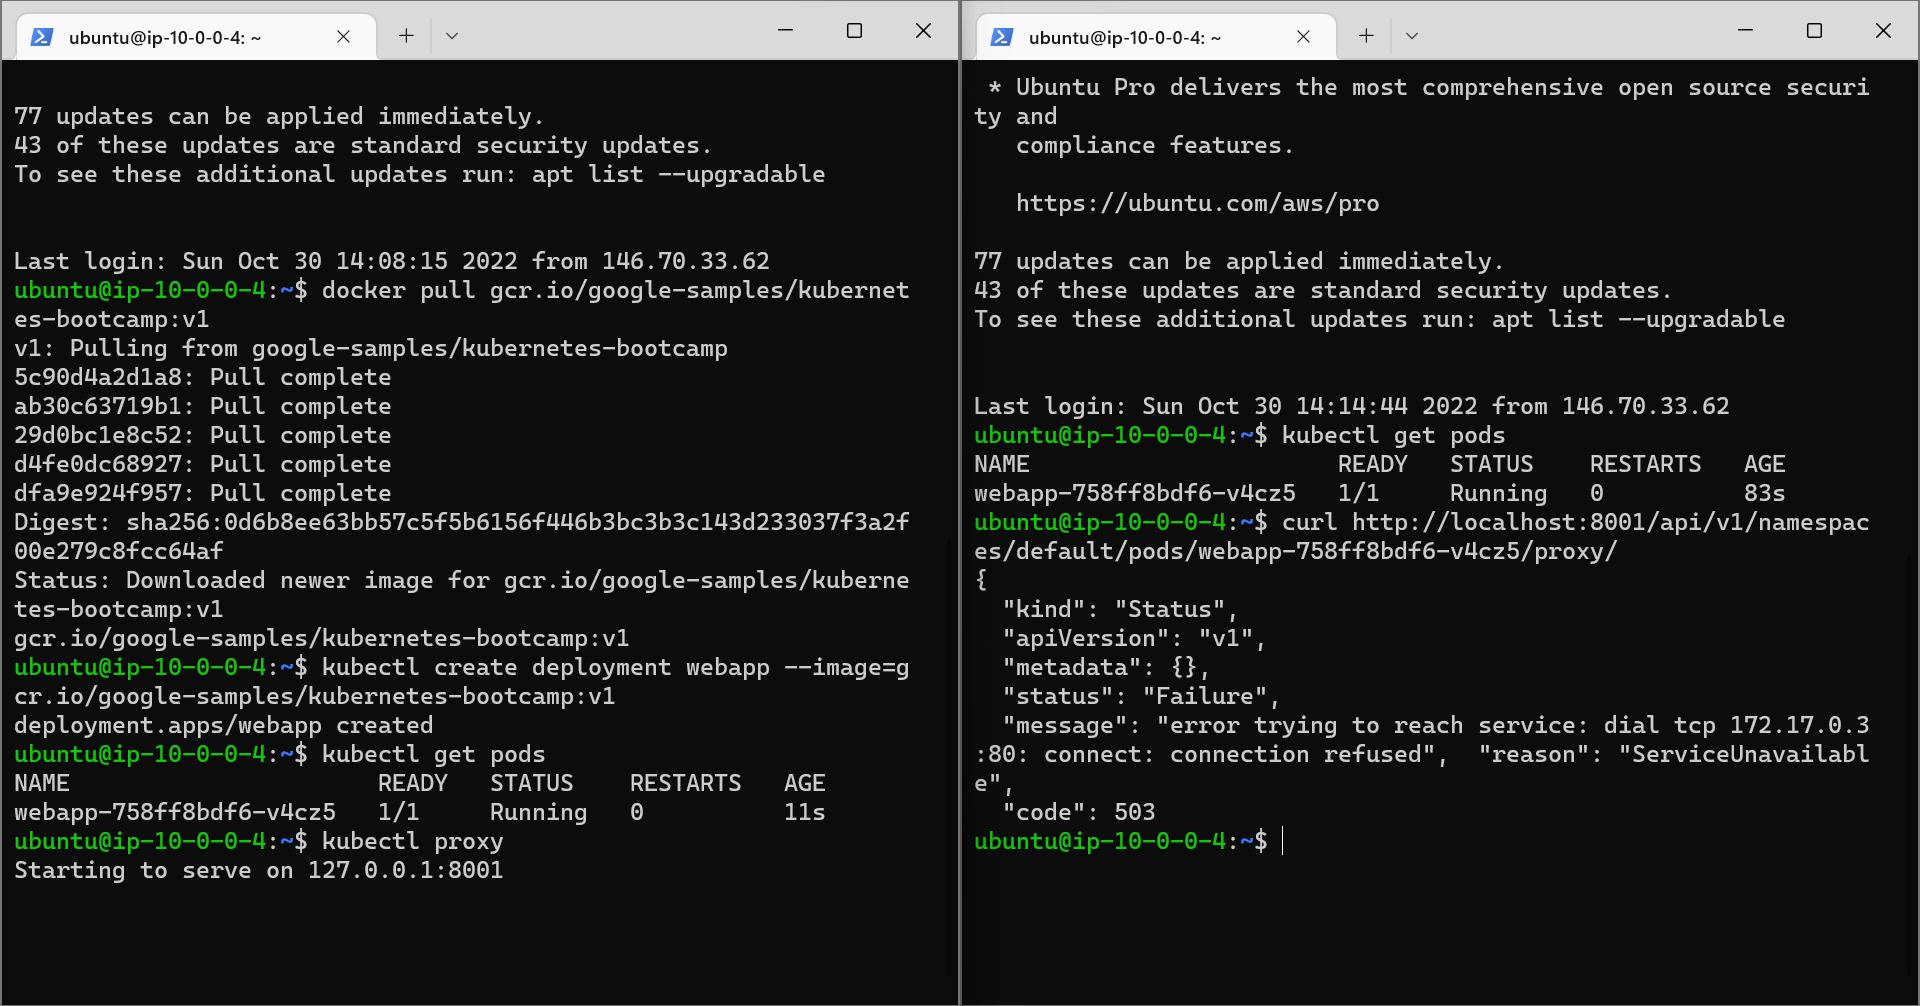 ubuntu@ip-10-0-0-4: ~
77 updates can be applied immediately.
43 of these updates are standard security updates.
To see these additional updates run: apt list --upgradable
Last login: Sun Oct 30 14:08:15 2022 from 146.70.33.62
ubuntu@ip-10-0-0-4:~$ docker pull gcr.io/google-samples/kubernet
es-bootcamp:v1
v1: Pulling from google-samples/kubernetes-bootcamp
5c90d4a2d1a8: Pull complete
ab30c63719b1: Pull complete
29d0bc1e8c52: Pull complete
d4fe0dc68927: Pull complete
dfa9e924f957: Pull complete
Digest: sha256:0d6b8ee63bb57c5f5b6156f446b3bc3b3c143d233037f3a2f
00e279c8fcc64af
Status: Downloaded newer image for gcr.io/google-samples/kuberne
tes-bootcamp:v1
gcr.io/google-samples/kubernetes-bootcamp:v1
ubuntu@ip-10-0-0-4:~$ kubectl create deployment webapp --image=g
cr.io/google-samples/kubernetes-bootcamp:v1
deployment.apps/webapp created
ubuntu@ip-10-0-0-4:~$ kubectl get pods
NAME READY STATUS RESTARTS AGE
webapp-758ff8bdf6-v4cz5 1/1 Running 0 11s
ubuntu@ip-10-0-0-4:~$ kubectl proxy
Starting to serve on 127.0.0.1:8001
ubuntu@ip-10-0-0-4: ~
* Ubuntu Pro delivers the most comprehensive open source securi
ty and
compliance features.
https://ubuntu.com/aws/pro
77 updates can be applied immediately.
43 of these updates are standard security updates.
To see these additional updates run: apt list --upgradable
Last login: Sun Oct 30 14:14:44 2022 from 146.70.33.62
ubuntu@ip-10-0-0-4:~$ kubectl get pods
NAME READY STATUS RESTARTS AGE
webapp-758ff8bdf6-v4cz5 1/1 Running 0 83s
ubuntu@ip-10-0-0-4:~$ curl http://localhost:8001/api/v1/namespac
es/default/pods/webapp-758ff8bdf6-v4cz5/proxy/
{
"kind": "Status",
"apiVersion": "v1",
"metadata": {},
"status": "Failure",
"message": "error trying to reach service: dial tcp 172.17.0.3
:80: connect: connection refused", "reason": "ServiceUnavailabl
e",
"code": 503
ubuntu@ip-10-0-0-4:~$